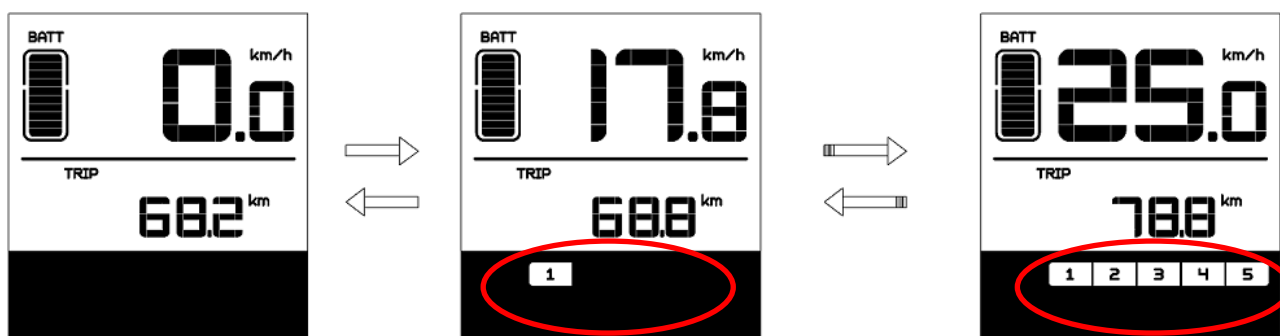 BATT
km/h
0.0
TRIP
68.2 km
BATT
km/h
17.8
TRIP
68.8 km
1
BATT
km/h
25.0
TRIP
78.8 km
1 2 3 4 5